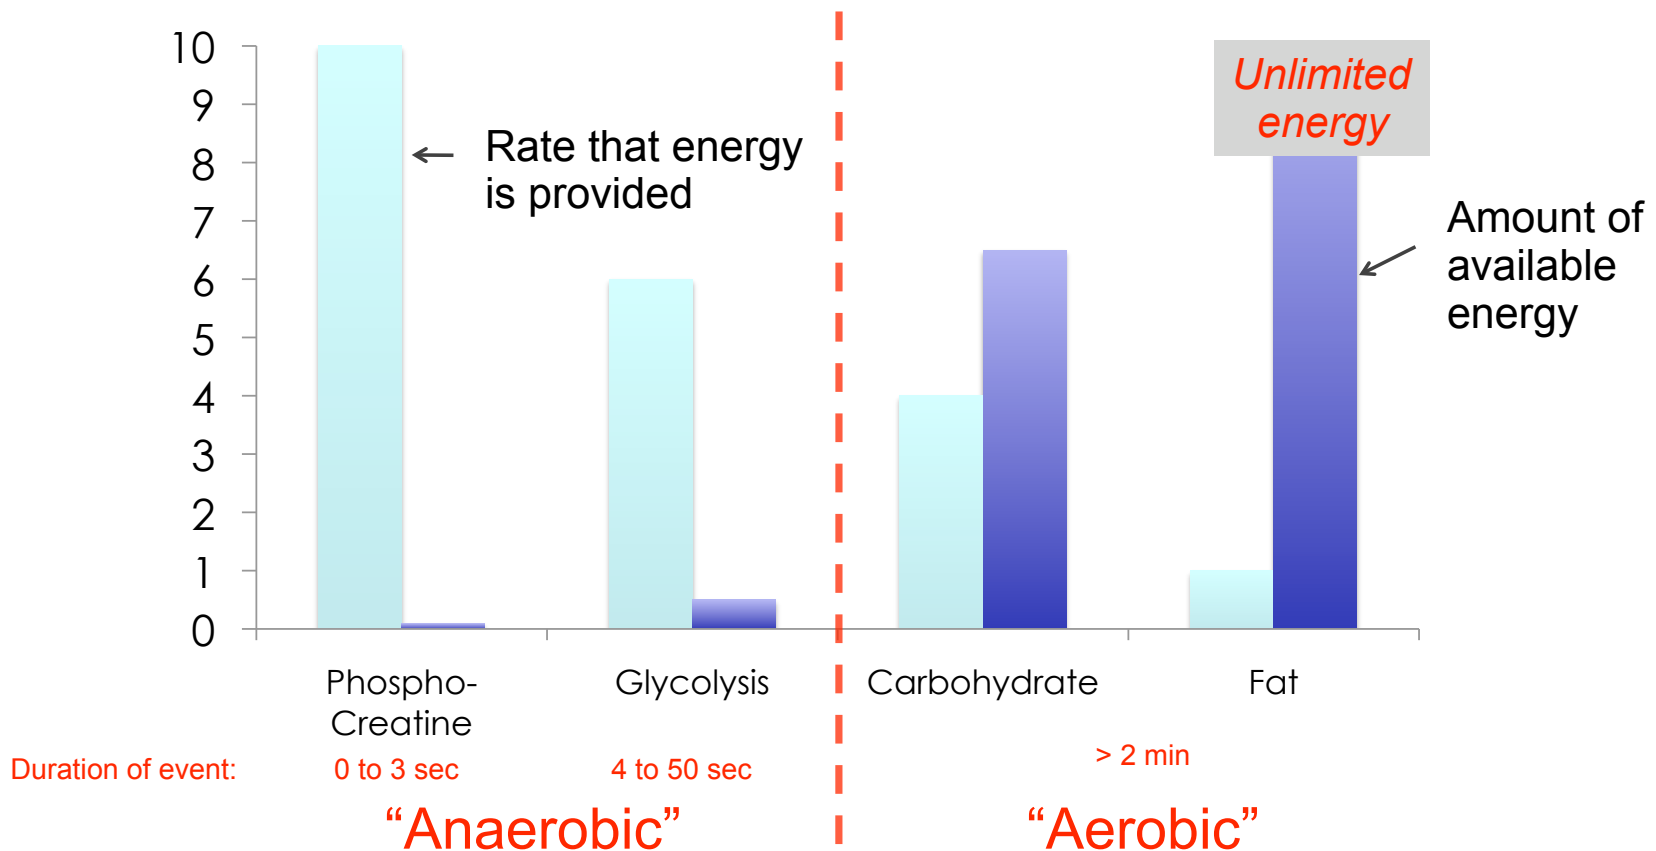 10
9
8
7
6
5
4
3
2
1
0
Rate that energy
is provided
Unlimited
energy
Amount of
available
energy
Phospho-
Creatine
Glycolysis
Carbohydrate
Fat
Duration of event:
0 to 3 sec
4 to 50 sec
> 2 min
“Anaerobic”
“Aerobic”